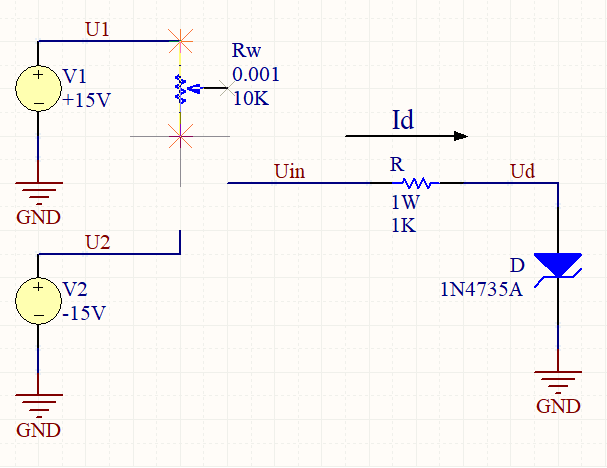 U1
V1
+15V
GND
Rw
0.001
10K
Id
Uin
R
1W
1K
Ud
U2
V2
-15V
GND
D
1N4735A
GND